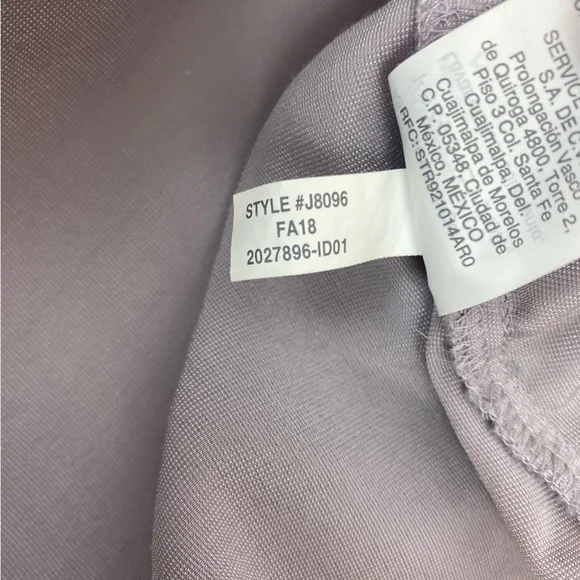 STYLE #J8096
FA18
2027896-ID01
SERVIC
S.A. DE C
Prolongación Vasco
de Quiroga 4800, Torre 2,
Piso 3 Col. Santa Fe
Cuajimalpa, Del.
Cuajimalpa de Morelos
C.P. 05348, Ciudad de
México, MEXICO
RFC: STR921014AR0